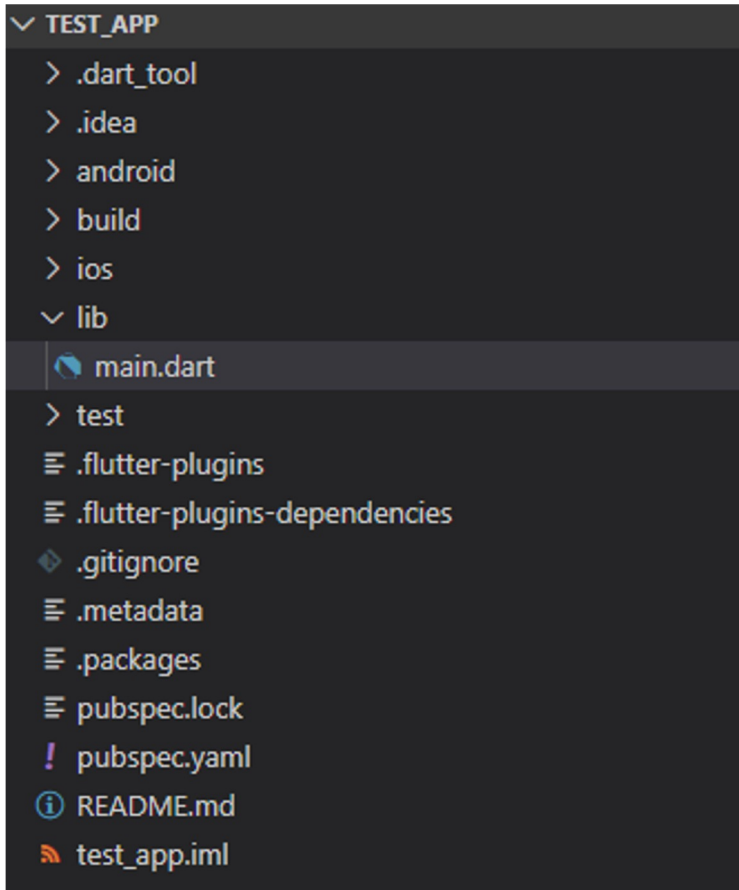 TEST_APP
.dart_tool
.idea
android
build
ios
lib
main.dart
test
.flutter-plugins
.flutter-plugins-dependencies
.gitignore
.metadata
.packages
pubspec.lock
pubspec.yaml
README.md
test_app.iml